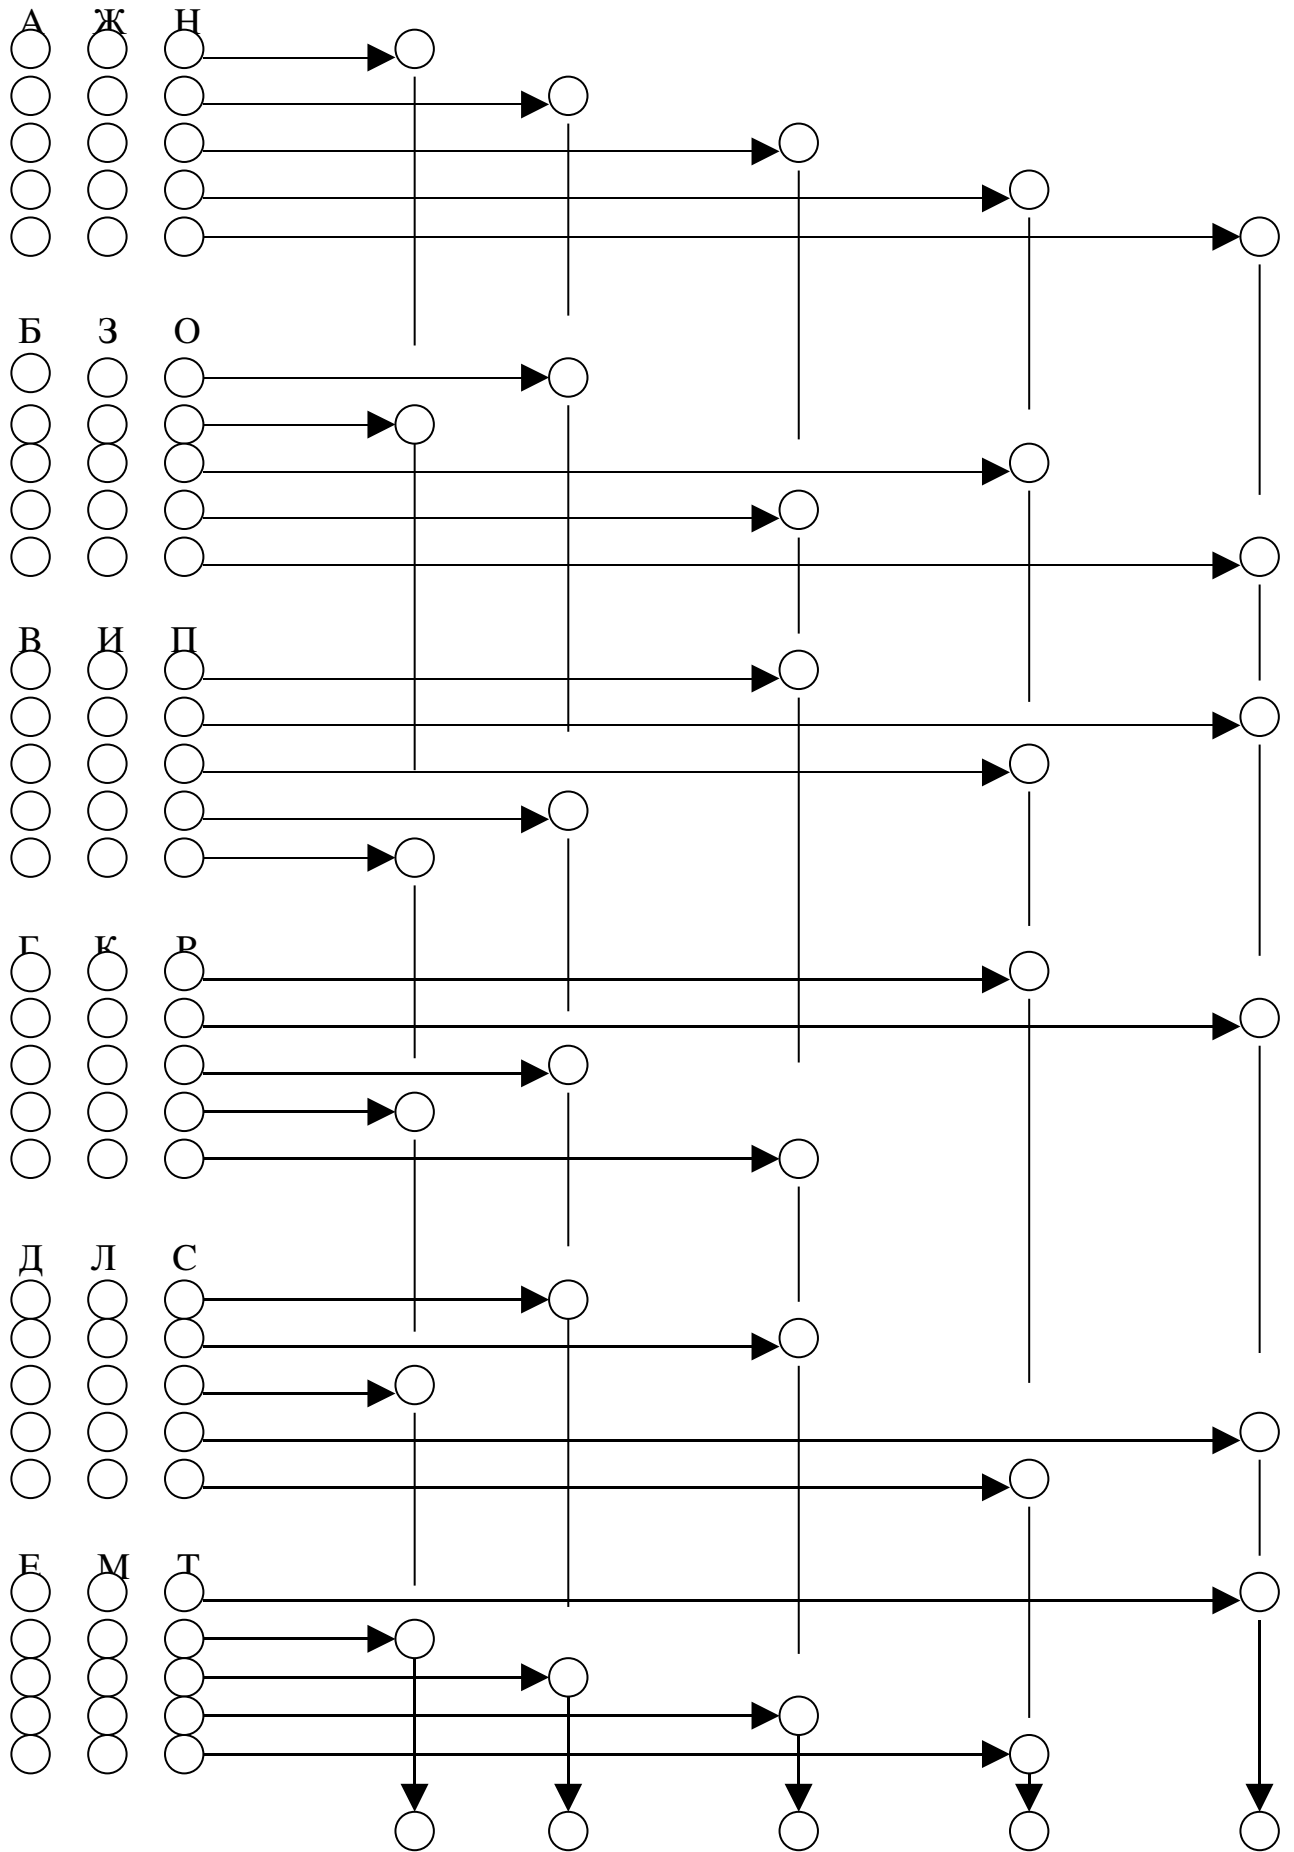 А Ж Н
Б З О
В И П
Г К Р
Д Л С
Е М Т